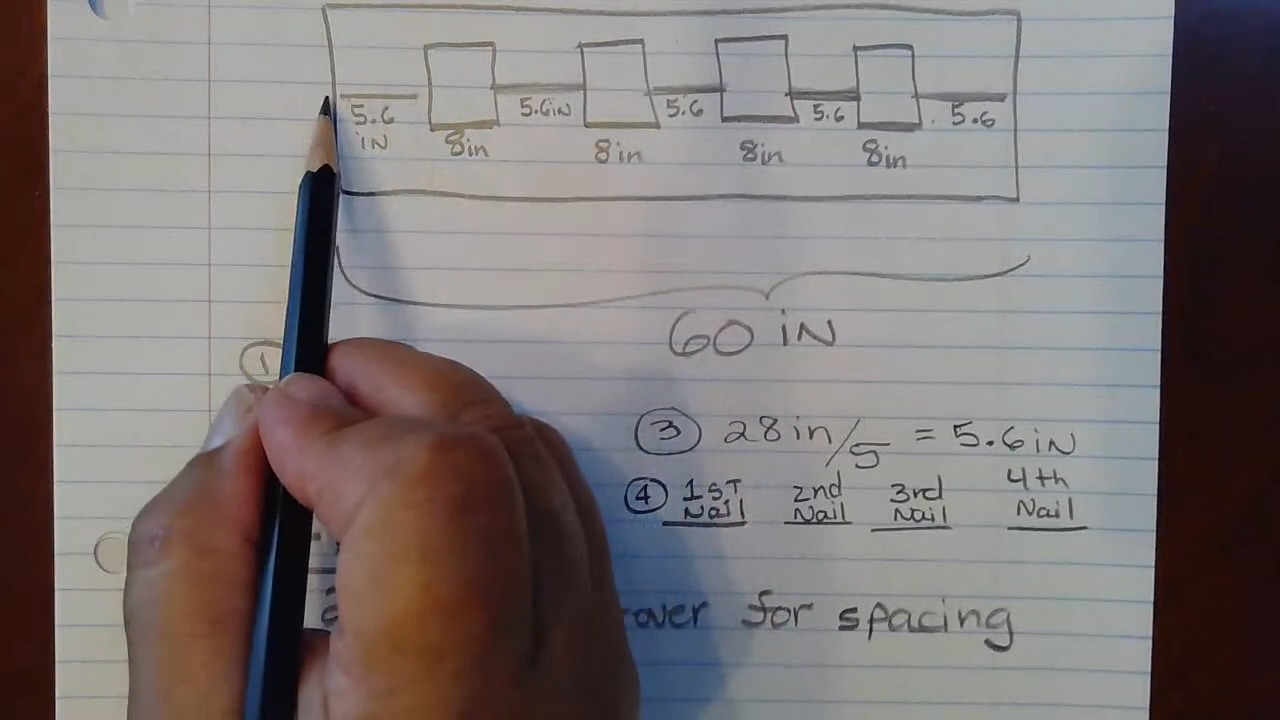 5.6 IN
8in
5.6iN
8in
5.6
8in
5.6
8in
5.6
60 iN
①
③ 28in/5 = 5.6iN
④ 1ST Nail 2nd Nail 3rd Nail 4th Nail
over for spacing